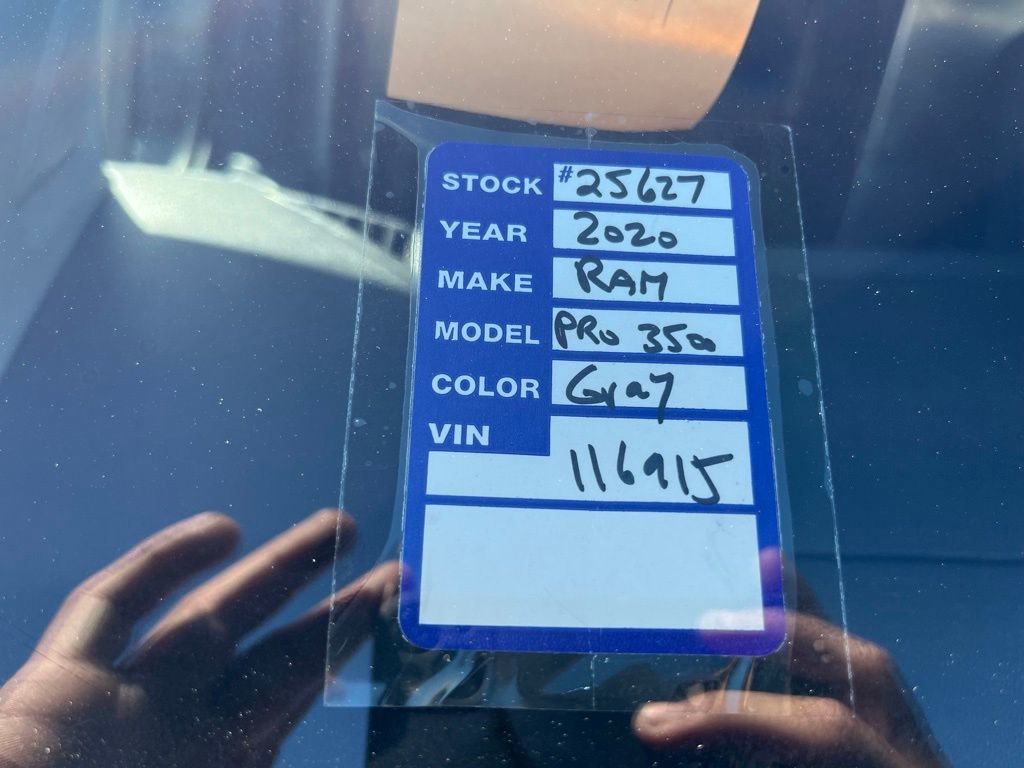 STOCK #25627
YEAR 2020
MAKE RAM
MODEL PRO 3500
COLOR Gray
VIN
116915